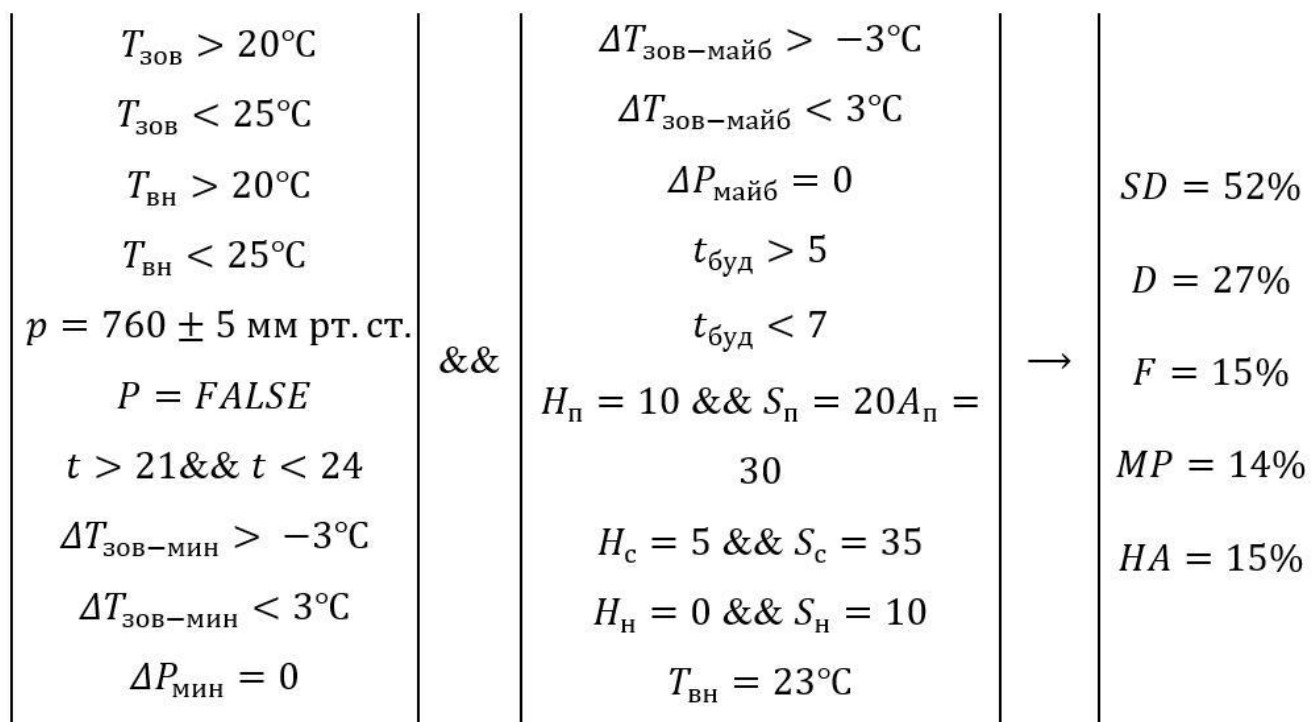 T_зов > 20°C
T_зов < 25°C
T_вн > 20°C
T_вн < 25°C
p = 760 ± 5 мм рт. ст.
P = FALSE
t > 21&& t < 24
ΔT_зов−мин > −3°C
ΔT_зов−мин < 3°C
ΔP_мин = 0
&&
ΔT_зов−майб > −3°C
ΔT_зов−майб < 3°C
ΔP_майб = 0
t_буд > 5
t_буд < 7
H_п = 10 && S_п = 20A_п =
30
H_с = 5 && S_с = 35
H_н = 0 && S_н = 10
T_вн = 23°C
→
SD = 52%
D = 27%
F = 15%
MP = 14%
HA = 15%